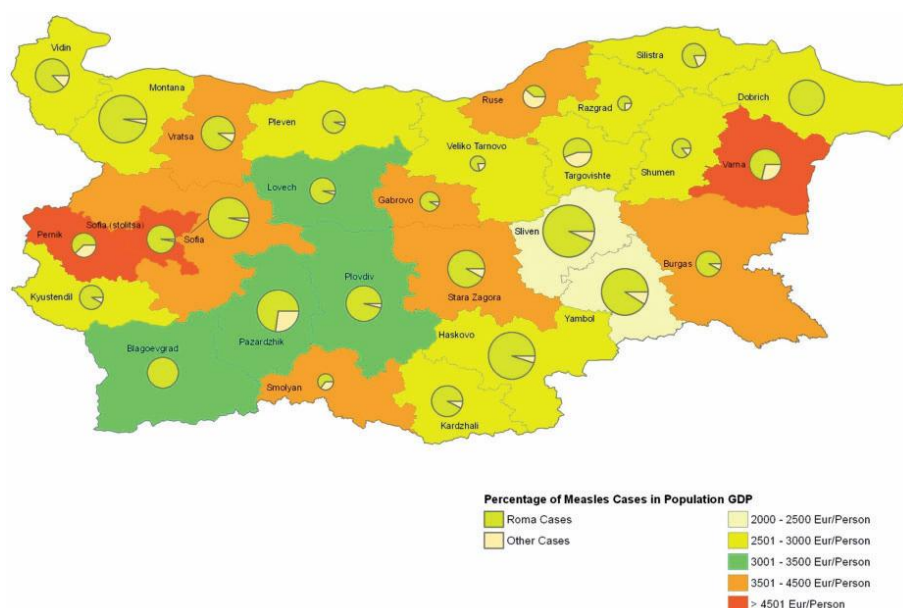 Vidin
Silistra
Montana
Ruse
Dobrich
Razgrad
Vratsa
Pleven
Veliko Tarnovo
Shumen
Varna
Targovishte
Lovech
Gabrovo
Sofia (stolitsa)
Sliven
Pernik
Sofia
Burgas
Plovdiv
Kyustendil
Stara Zagora
Yambol
Haskovo
Pazardzhik
Blagoevgrad
Smolyan
Kardzhali
Percentage of Measles Cases in Population GDP
Roma Cases
Other Cases
2000 - 2500 Eur/Person
2501 - 3000 Eur/Person
3001 - 3500 Eur/Person
3501 - 4500 Eur/Person
> 4501 Eur/Person